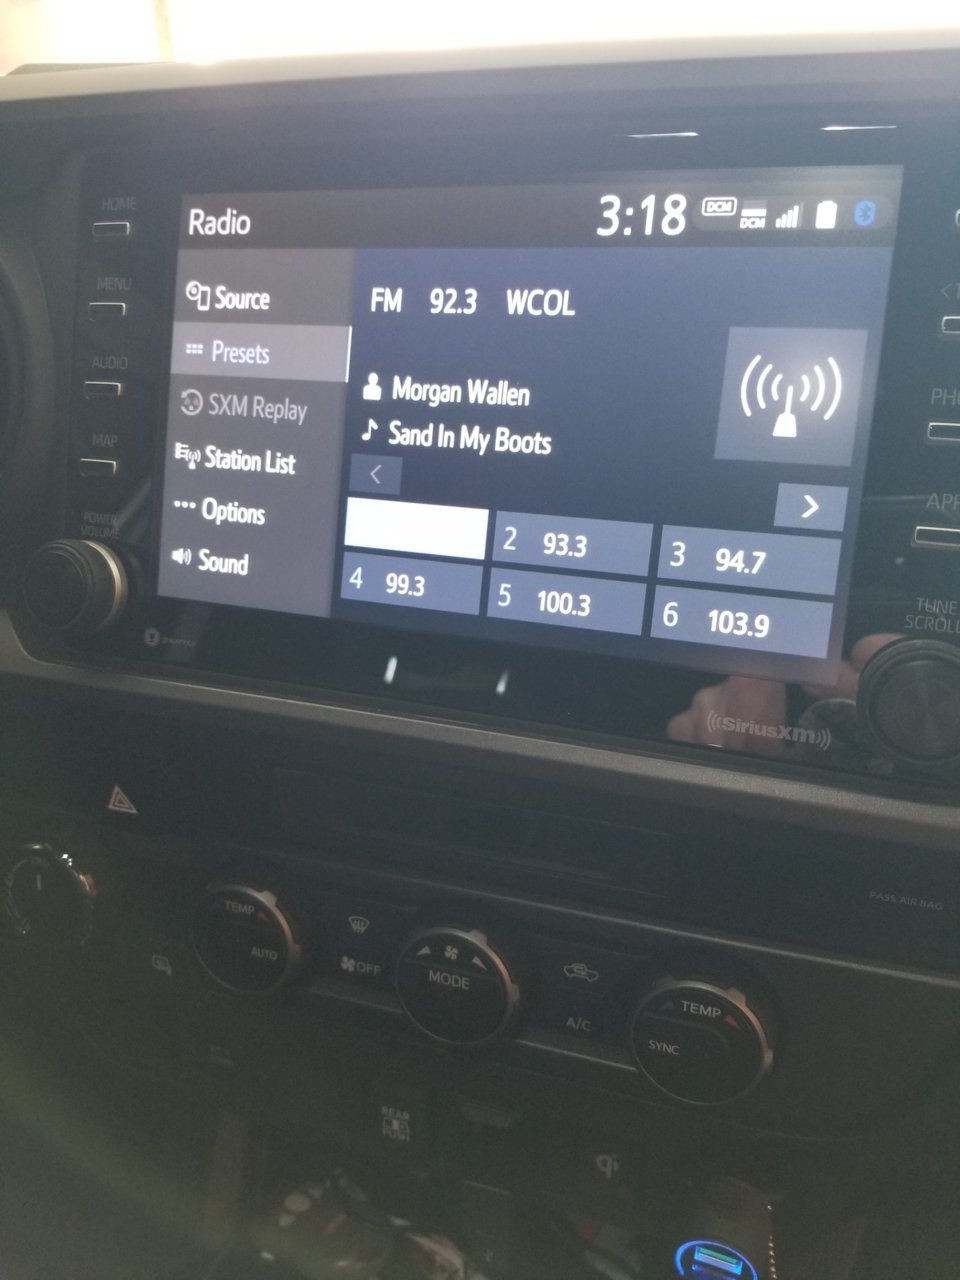 HOME
MENU
AUDIO
MAP
POWER
VOLUME
Radio
3:18
DCM
DCM
Source
Presets
SXM Replay
Station List
Options
Sound
FM 92.3 WCOL
Morgan Wallen
Sand In My Boots
2 93.3
3 94.7
4 99.3
5 100.3
6 103.9
TUNE
SCROLL
SiriusXm
PASS AIR BAG
TEMP
AUTO
OFF
MODE
A/C
TEMP
SYNC
REAR
PUSH